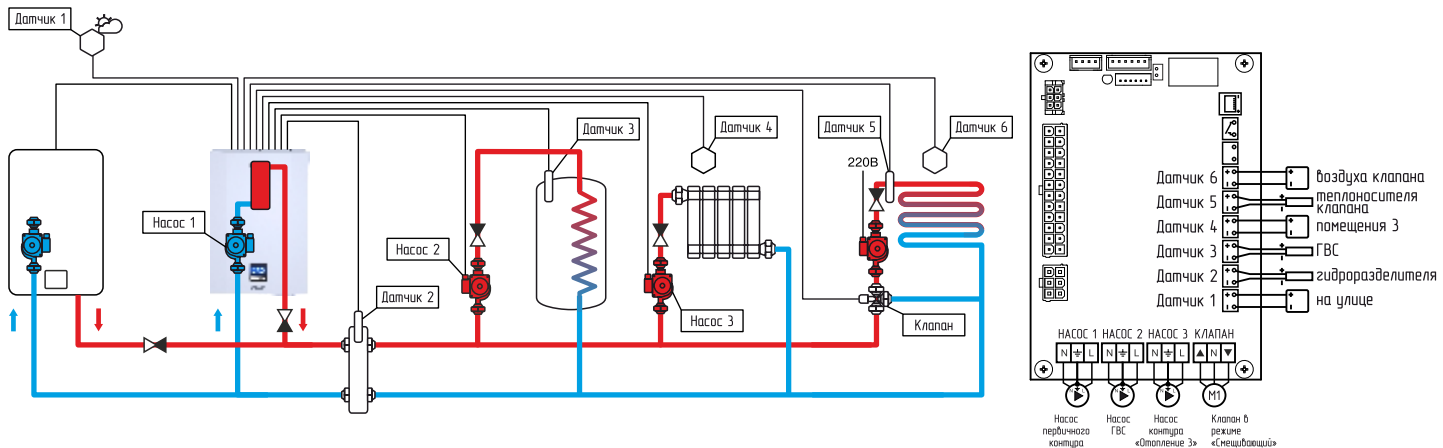 Датчик 1
Насос 1
Датчик 2
Насос 2
Датчик 3
Насос 3
Датчик 4
Датчик 5
220В
Клапан
Датчик 6
Датчик 6 воздуха клапана
Датчик 5 теплоносителя
клапана
Датчик 4 помещения 3
Датчик 3 ГВС
Датчик 2 гидроразделителя
Датчик 1 на улице
НАСОС 1 НАСОС 2 НАСОС 3 КЛАПАН
N L N L N L N
M1
Насос
первичного
контура
Насос
ГВС
Насос
контура
«Отопление 3»
Клапан в
режиме
«Смешивающий»